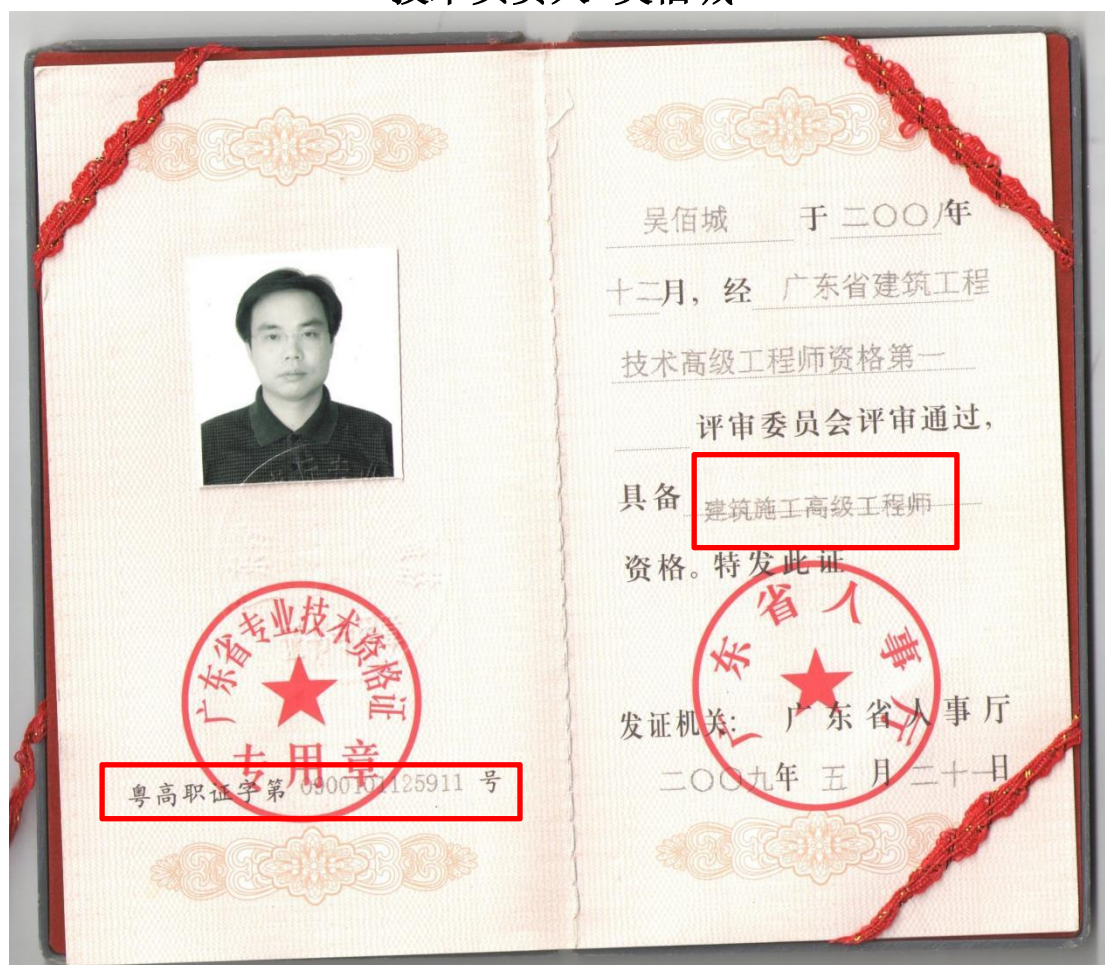 吴佰城 于 二〇〇八年
十二月，经 广东省建筑工程
技术高级工程师资格第一
评审委员会评审通过，
具备 建筑施工高级工程师
资格。特发此证
广东省人事厅
发证机关： 广东省人事厅
二〇〇九年 五 月 二十一日
广东省专业技术资格证
专用章
粤高职证字第 0900101125911 号